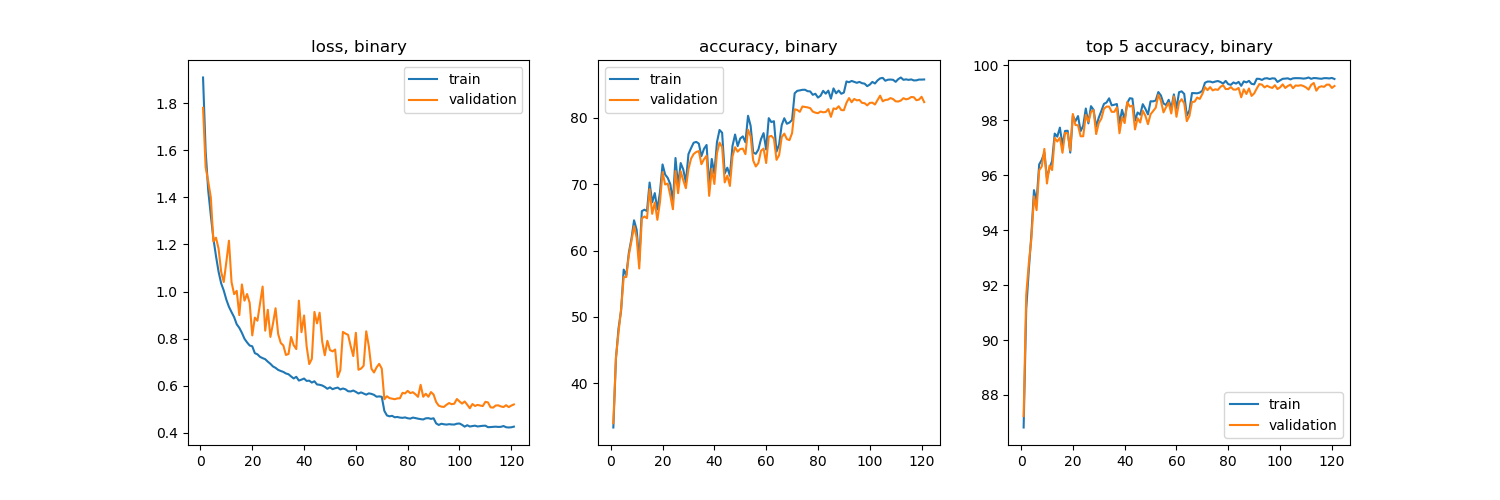 loss, binary
train
validation
1.8
1.6
1.4
1.2
1.0
0.8
0.6
0.4
0 20 40 60 80 100 120
accuracy, binary
train
validation
80
70
60
50
40
0 20 40 60 80 100 120
top 5 accuracy, binary
100
98
96
94
92
90
88
train
validation
0 20 40 60 80 100 120